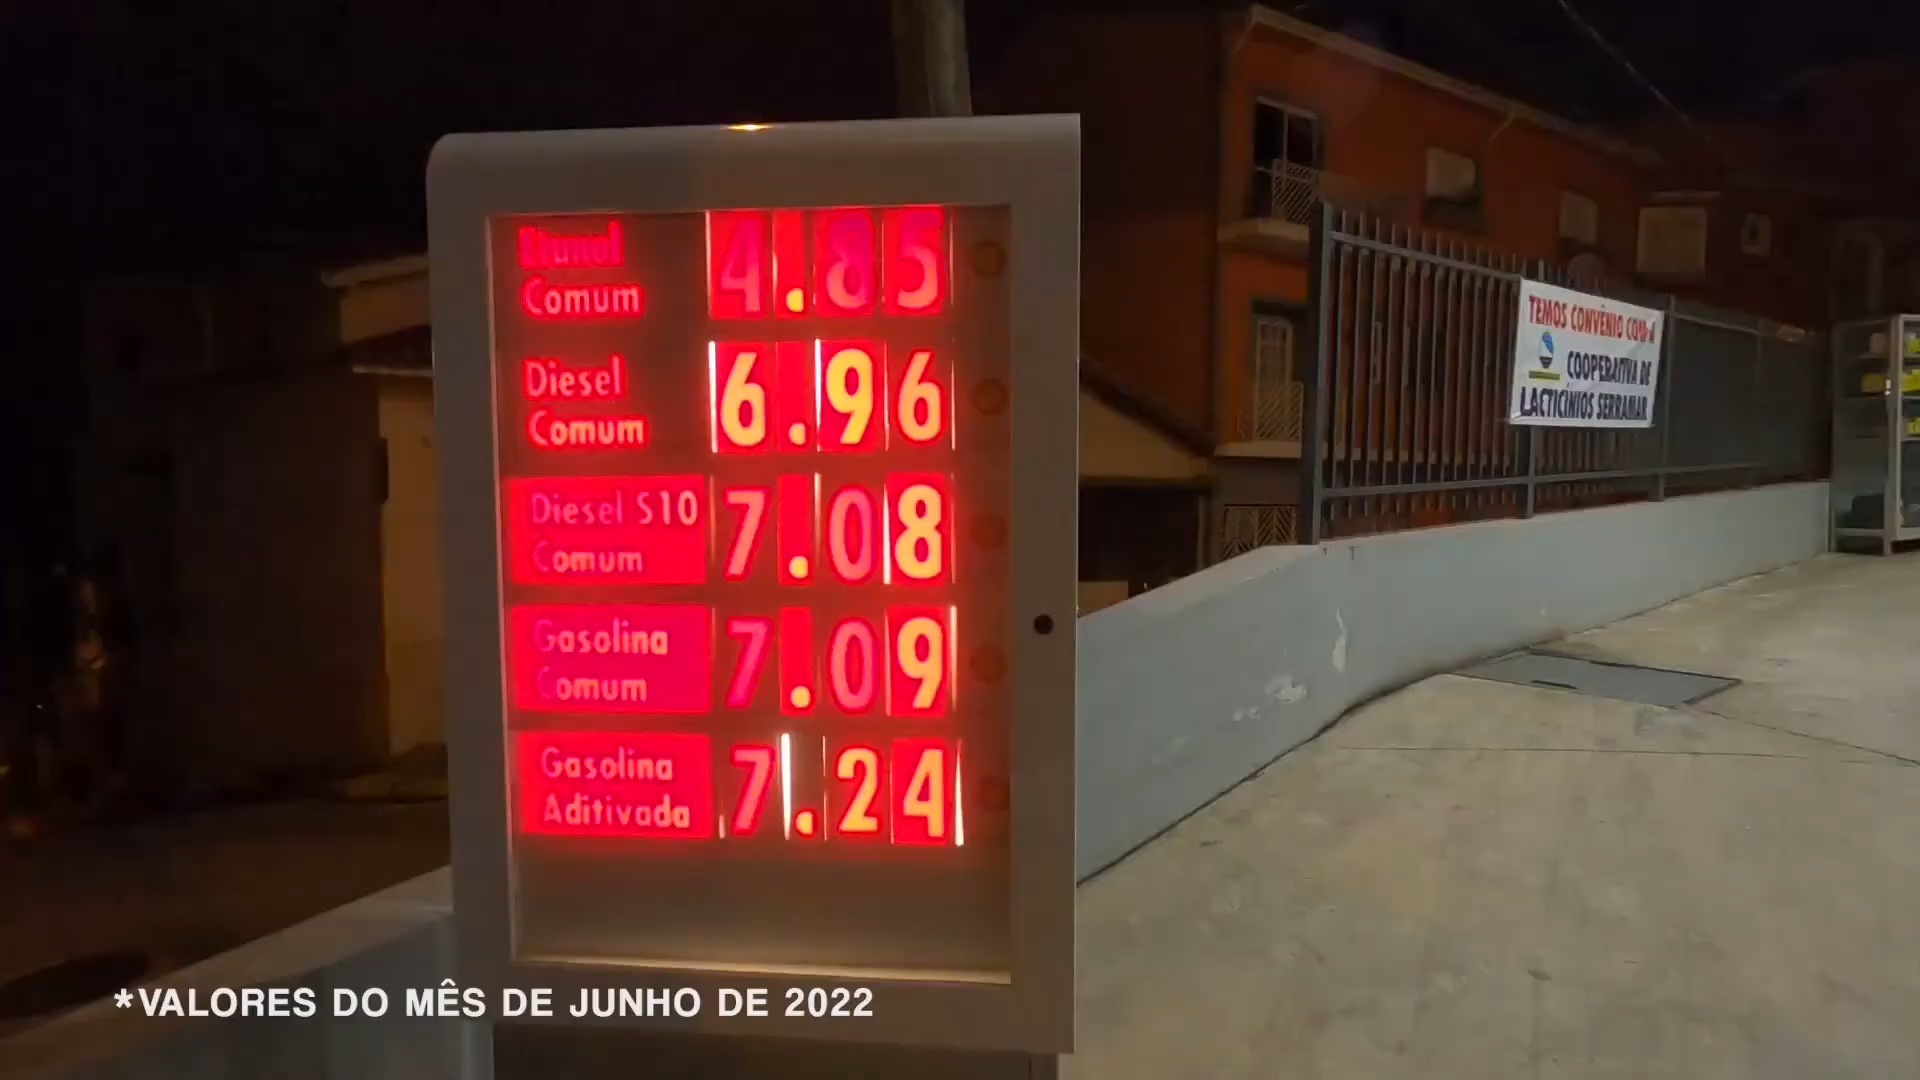 Etanol
Comum
4.85
Diesel
Comum
6.96
Diesel S10
Comum
7.08
Gasolina
Comum
7.09
Gasolina
Aditivada
7.24
TEMOS CONVÊNIO COM A
COOPERATIVA DE
LACTICÍNIOS SERRAMAR
*VALORES DO MÊS DE JUNHO DE 2022